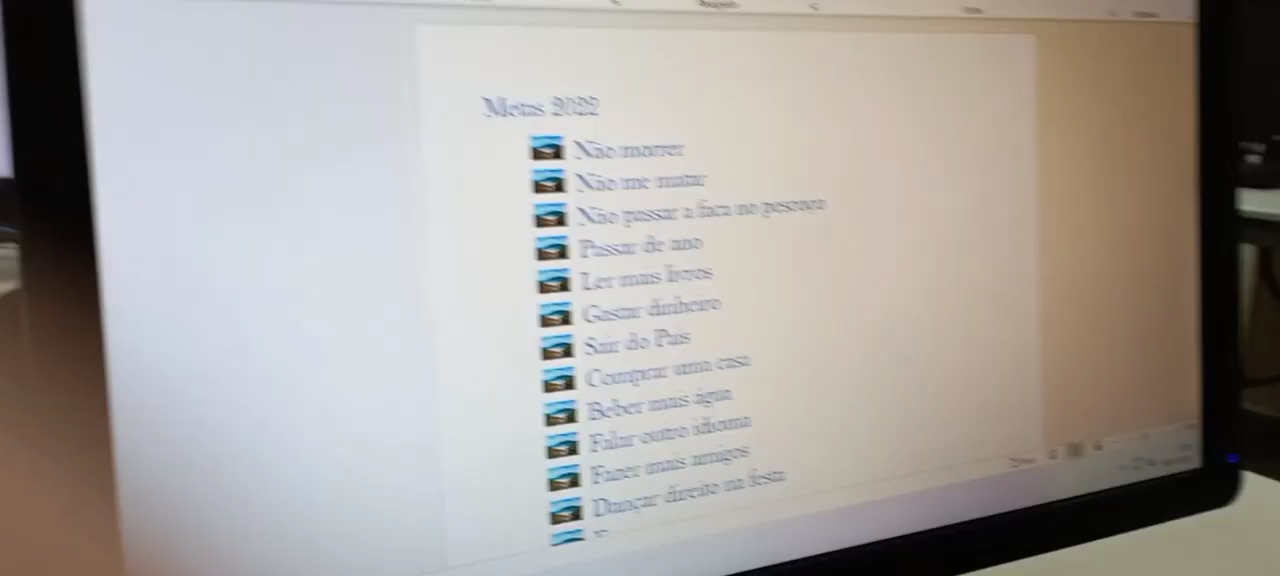 Metas 2022
Não morrer
Não me matar
Não passar a faca no pescoço
Passar de ano
Ler mais livros
Gastar dinheiro
Sair do País
Comprar uma casa
Beber mais água
Falar outro idioma
Fazer mais amigos
Dançar direito na festa